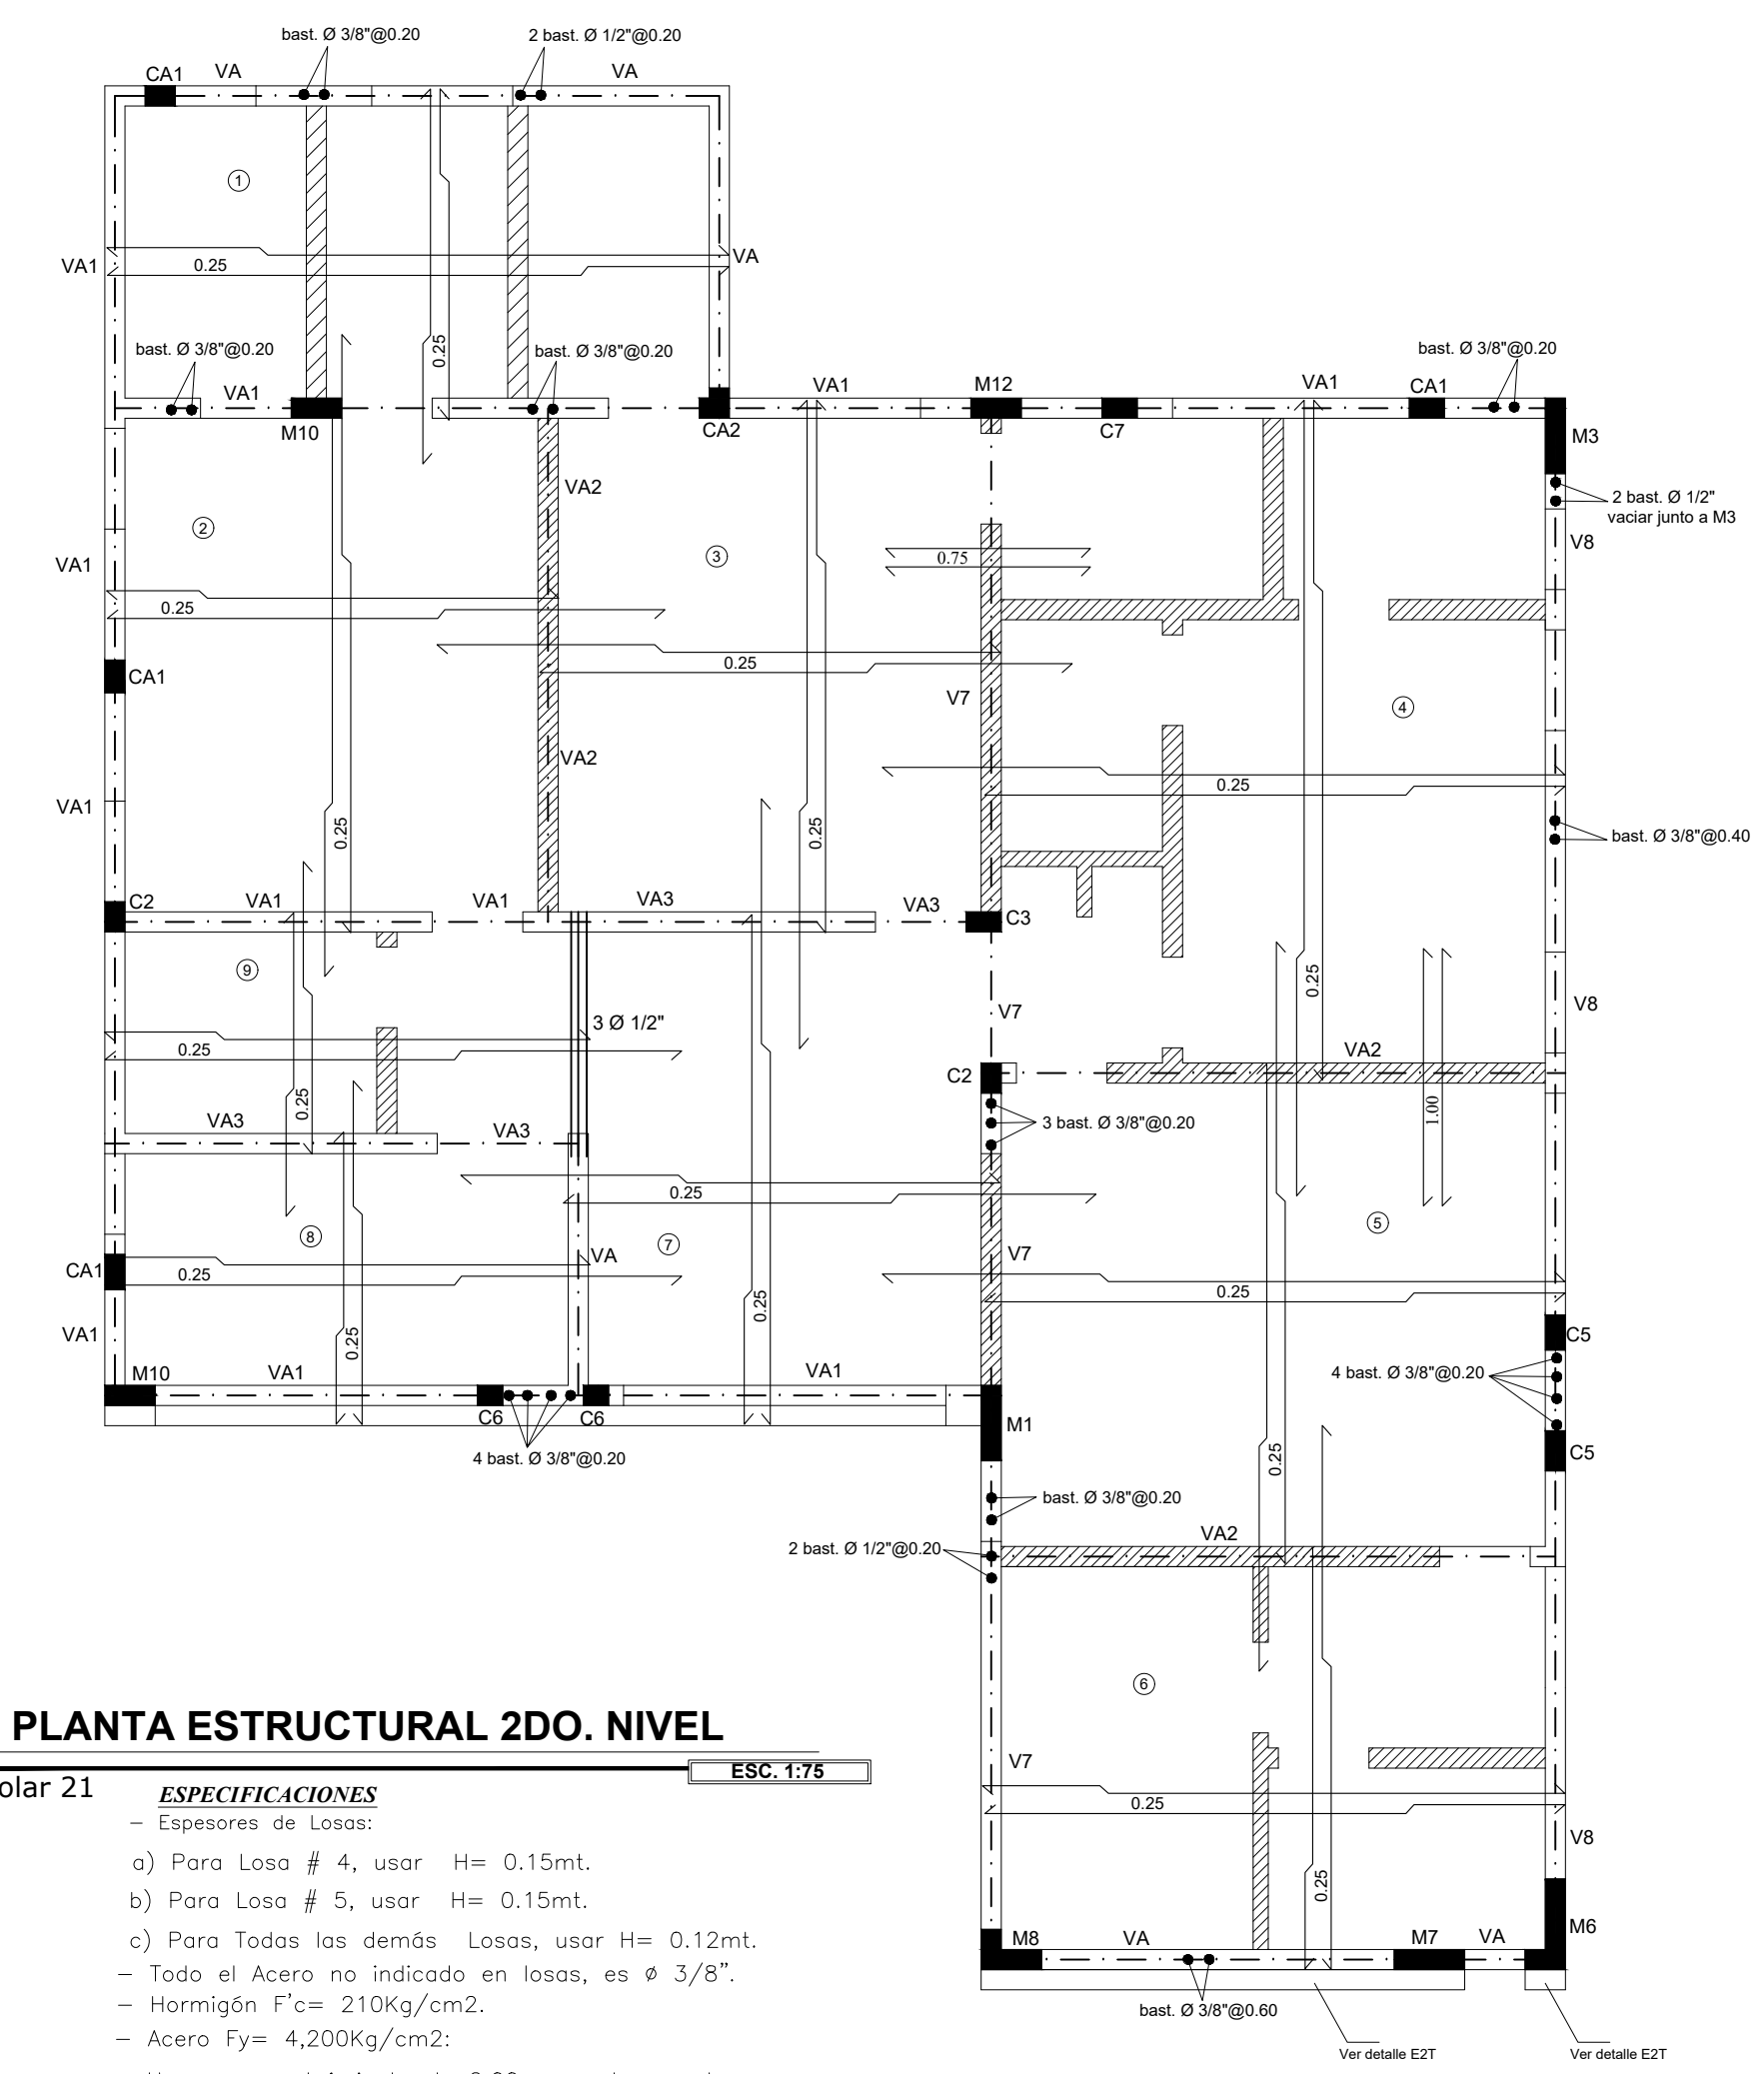 bast. Ø 3/8"@0.20
2 bast. Ø 1/2"@0.20
CA1
VA
VA
1
VA1
0.25
VA
0.25
bast. Ø 3/8"@0.20
bast. Ø 3/8"@0.20
bast. Ø 3/8"@0.20
VA1
VA1
M12
VA1
CA1
M10
CA2
C7
M3
VA2
2 bast. Ø 1/2"
vaciar junto a M3
2
3
V8
VA1
0.75
0.25
0.25
CA1
V7
4
VA2
0.25
VA1
0.25
0.25
bast. Ø 3/8"@0.40
C2
VA1
VA1
VA3
VA3
C3
9
0.25
V7
V8
3 Ø 1/2"
0.25
VA2
C2
0.25
1.00
VA3
VA3
3 bast. Ø 3/8"@0.20
0.25
8
7
5
VA
V7
CA1
0.25
0.25
0.25
VA1
0.25
C5
M10
VA1
VA1
4 bast. Ø 3/8"@0.20
C6
C6
M1
4 bast. Ø 3/8"@0.20
0.25
C5
bast. Ø 3/8"@0.20
VA2
2 bast. Ø 1/2"@0.20
6
PLANTA ESTRUCTURAL 2DO. NIVEL
V7
ESC. 1:75
olar 21
ESPECIFICACIONES
0.25
– Espesores de Losas:
V8
a) Para Losa # 4, usar H= 0.15mt.
0.25
b) Para Losa # 5, usar H= 0.15mt.
M8
VA
M7
VA
M6
c) Para Todas las demás Losas, usar H= 0.12mt.
– Todo el Acero no indicado en losas, es ø 3/8".
– Hormigón F'c= 210Kg/cm2.
bast. Ø 3/8"@0.60
– Acero Fy= 4,200Kg/cm2:
Ver detalle E2T
Ver detalle E2T